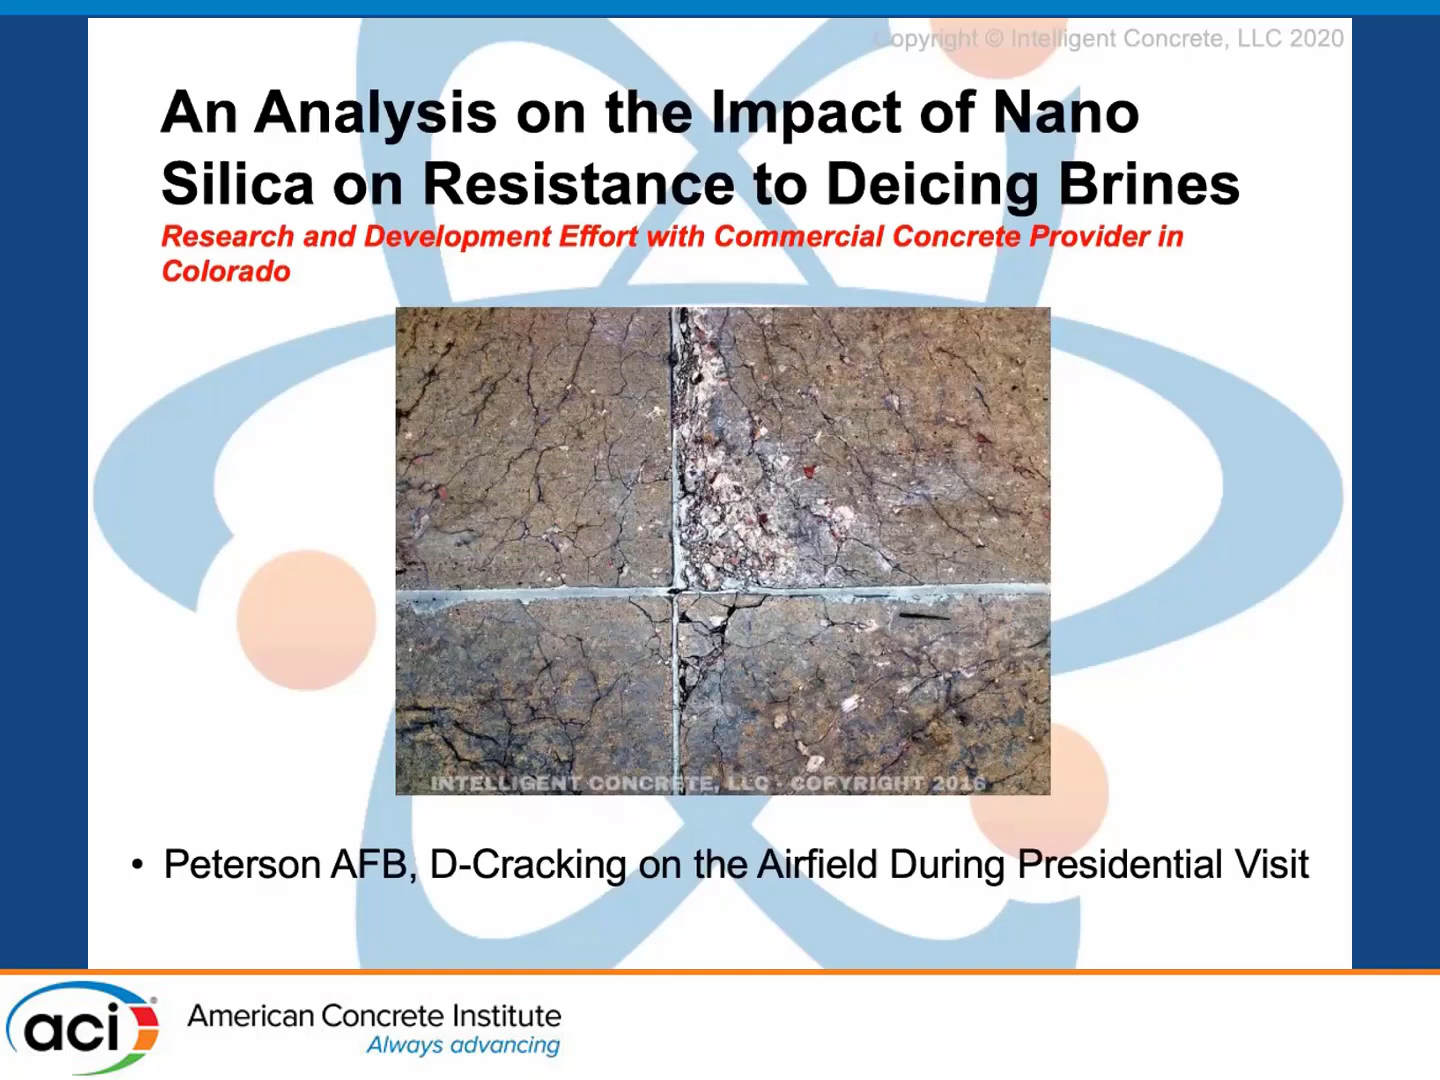 Copyright © Intelligent Concrete, LLC 2020
An Analysis on the Impact of Nano
Silica on Resistance to Deicing Brines
Research and Development Effort with Commercial Concrete Provider in
Colorado
INTELLIGENT CONCRETE, LLC - COPYRIGHT 2016
• Peterson AFB, D-Cracking on the Airfield During Presidential Visit
aci®
American Concrete Institute
Always advancing